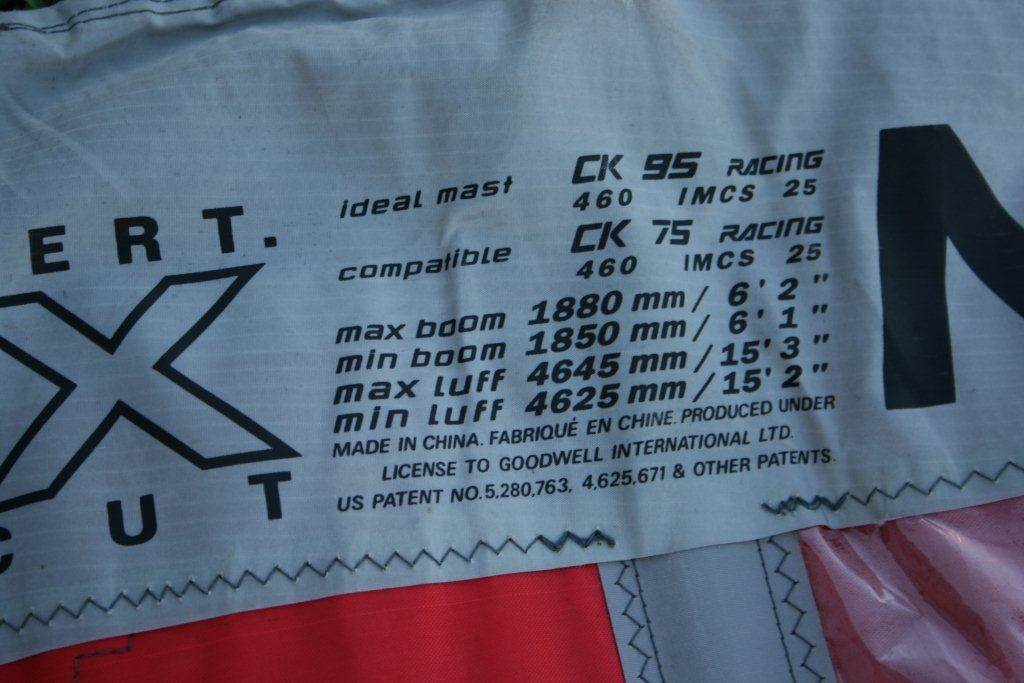 ERT.
X
CUT
ideal mast CK 95 RACING
460 IMCS 25
compatible CK 75 RACING
460 IMCS 25
max boom 1880 mm / 6' 2"
min boom 1850 mm / 6' 1"
max luff 4645 mm / 15' 3"
min luff 4625 mm / 15' 2"
MADE IN CHINA. FABRIQUÉ EN CHINE. PRODUCED UNDER
LICENSE TO GOODWELL INTERNATIONAL LTD.
US PATENT NO.5,280,763, 4,625,671 & OTHER PATENTS.